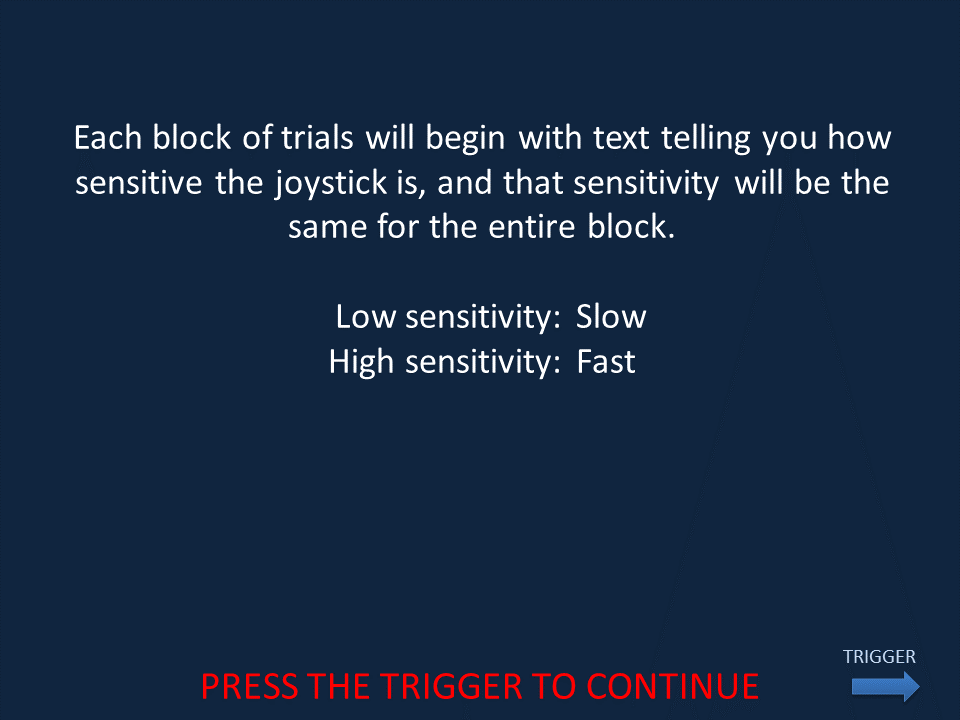 Each block of trials will begin with text telling you how
sensitive the joystick is, and that sensitivity will be the
same for the entire block.
Low sensitivity: Slow
High sensitivity: Fast
TRIGGER
PRESS THE TRIGGER TO CONTINUE